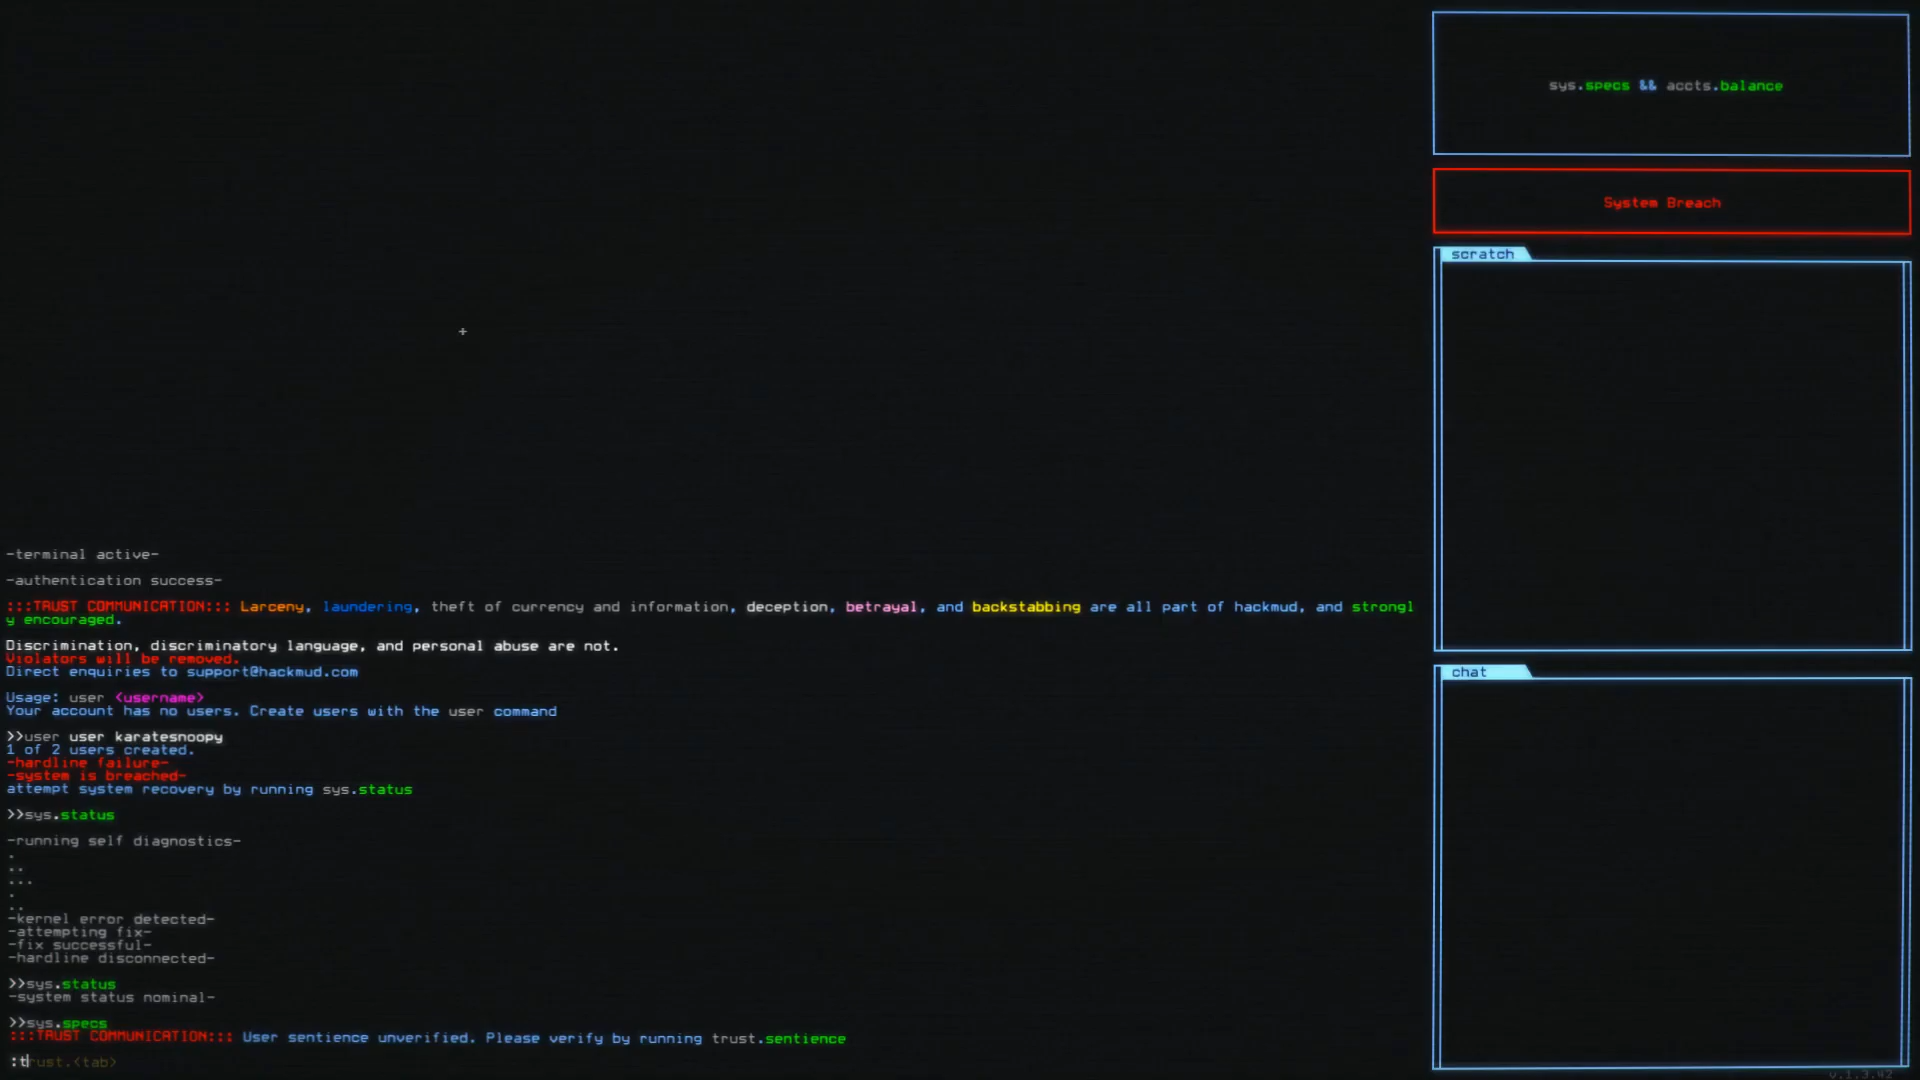 sys.specs && accts.balance
System Breach
scratch
chat
-terminal active-
-authentication success-
:::TRUST COMMUNICATION::: Larceny, laundering, theft of currency and information, deception, betrayal, and backstabbing are all part of hackmud, and strongl
y encouraged.
Discrimination, discriminatory language, and personal abuse are not.
Violators will be removed.
Direct enquiries to support@hackmud.com
Usage: user <username>
Your account has no users. Create users with the user command
>>user user karatesnoopy
1 of 2 users created.
-hardline failure-
-system is breached-
attempt system recovery by running sys.status
>>sys.status
-running self diagnostics-
.
..
...
.
..
-kernel error detected-
-attempting fix-
-fix successful-
-hardline disconnected-
>>sys.status
-system status nominal-
>>sys.specs
:::TRUST COMMUNICATION::: User sentience unverified. Please verify by running trust.sentience
:trust.<tab>
v.1.3.42